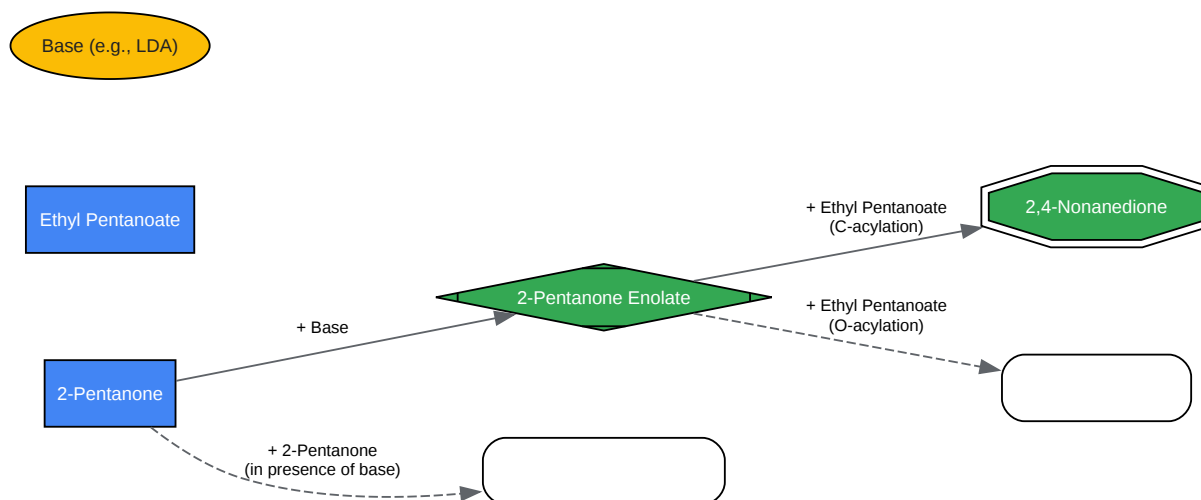 Base (e.g., LDA)
Ethyl Pentanoate
2-Pentanone
+ Base
+ 2-Pentanone
(in presence of base)
2-Pentanone Enolate
+ Ethyl Pentanoate
(C-acylation)
+ Ethyl Pentanoate
(O-acylation)
2,4-Nonanedione